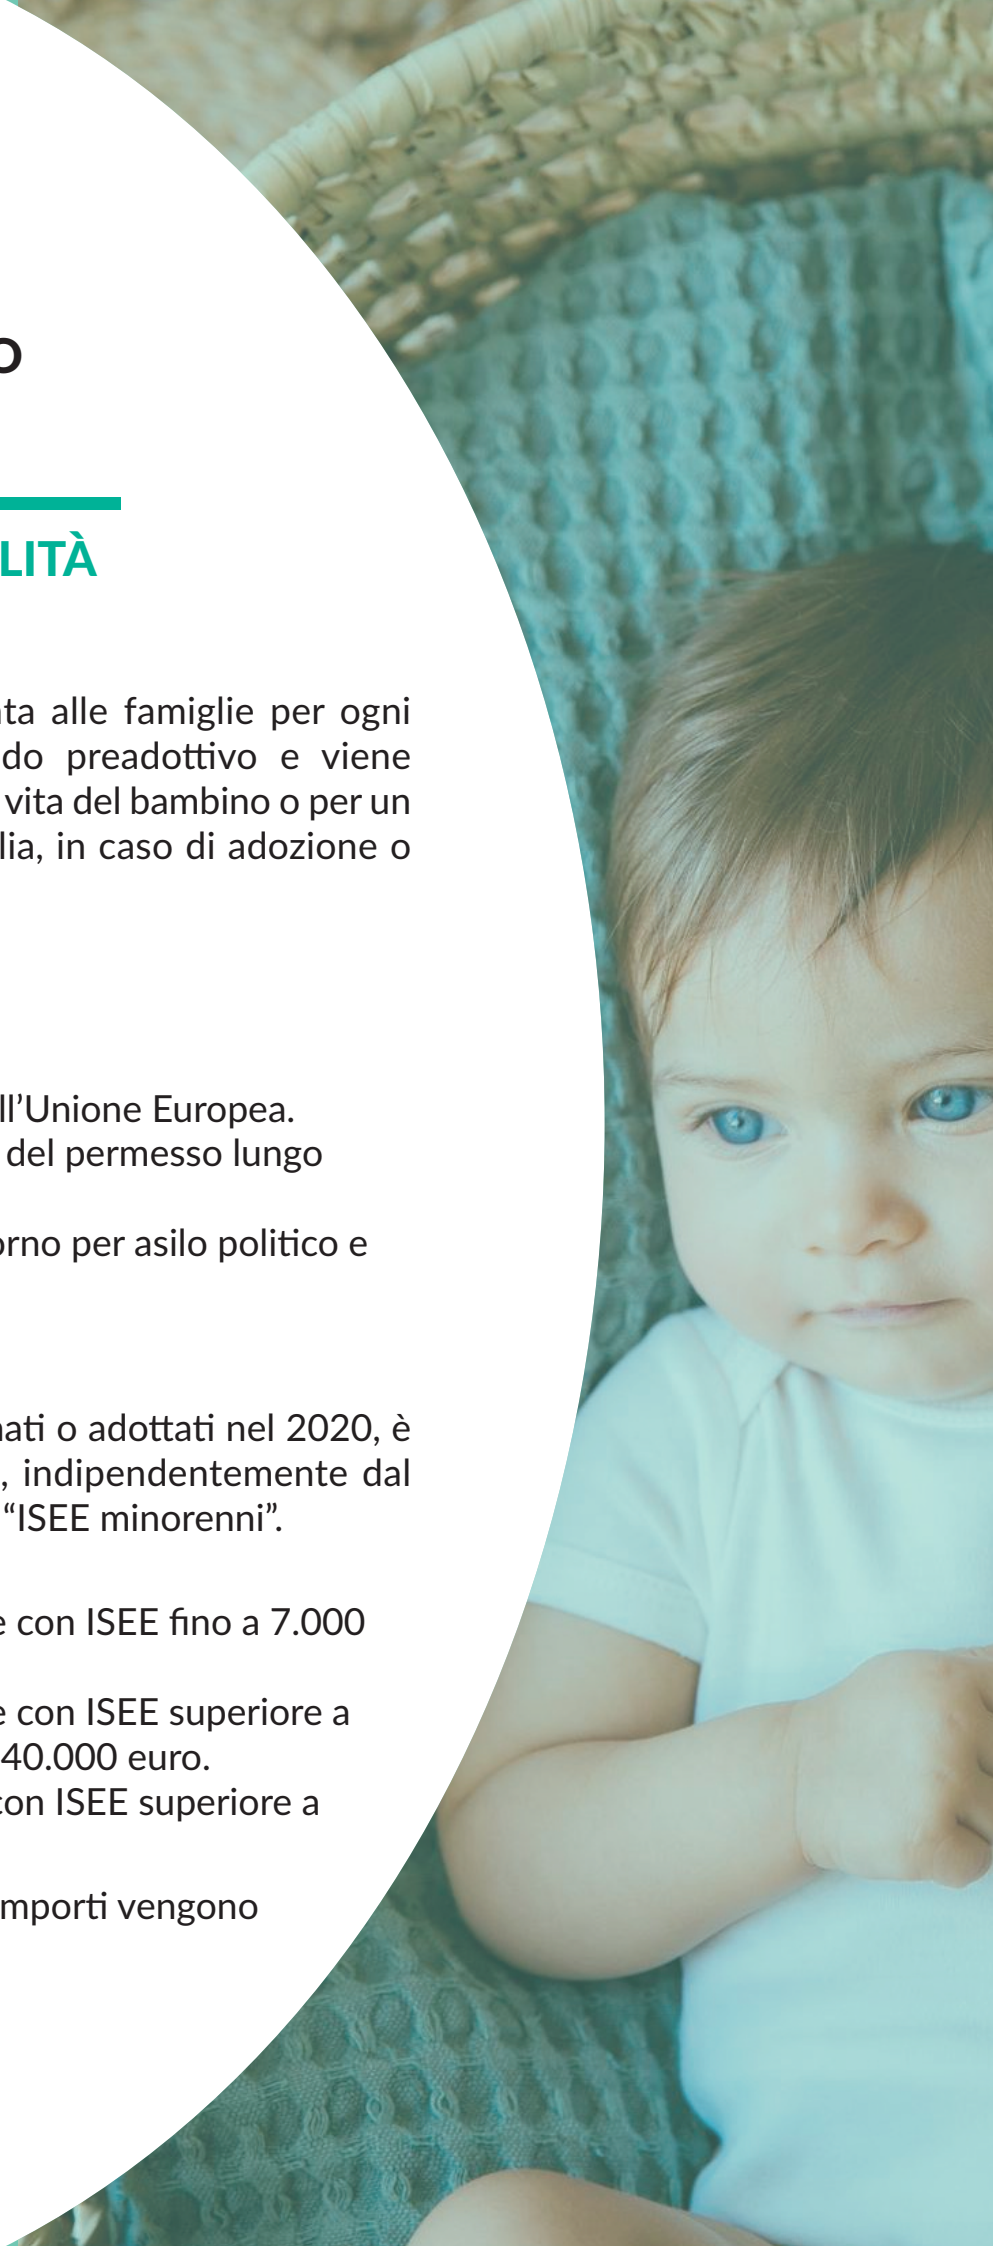 O
LITÀ
ta alle famiglie per ogni
do preadottivo e viene
vita del bambino o per un
lia, in caso di adozione o
ll’Unione Europea.
del permesso lungo
orno per asilo politico e
nati o adottati nel 2020, è
, indipendentemente dal
“ISEE minorenni”.
e con ISEE fino a 7.000
e con ISEE superiore a
40.000 euro.
con ISEE superiore a
mporti vengono